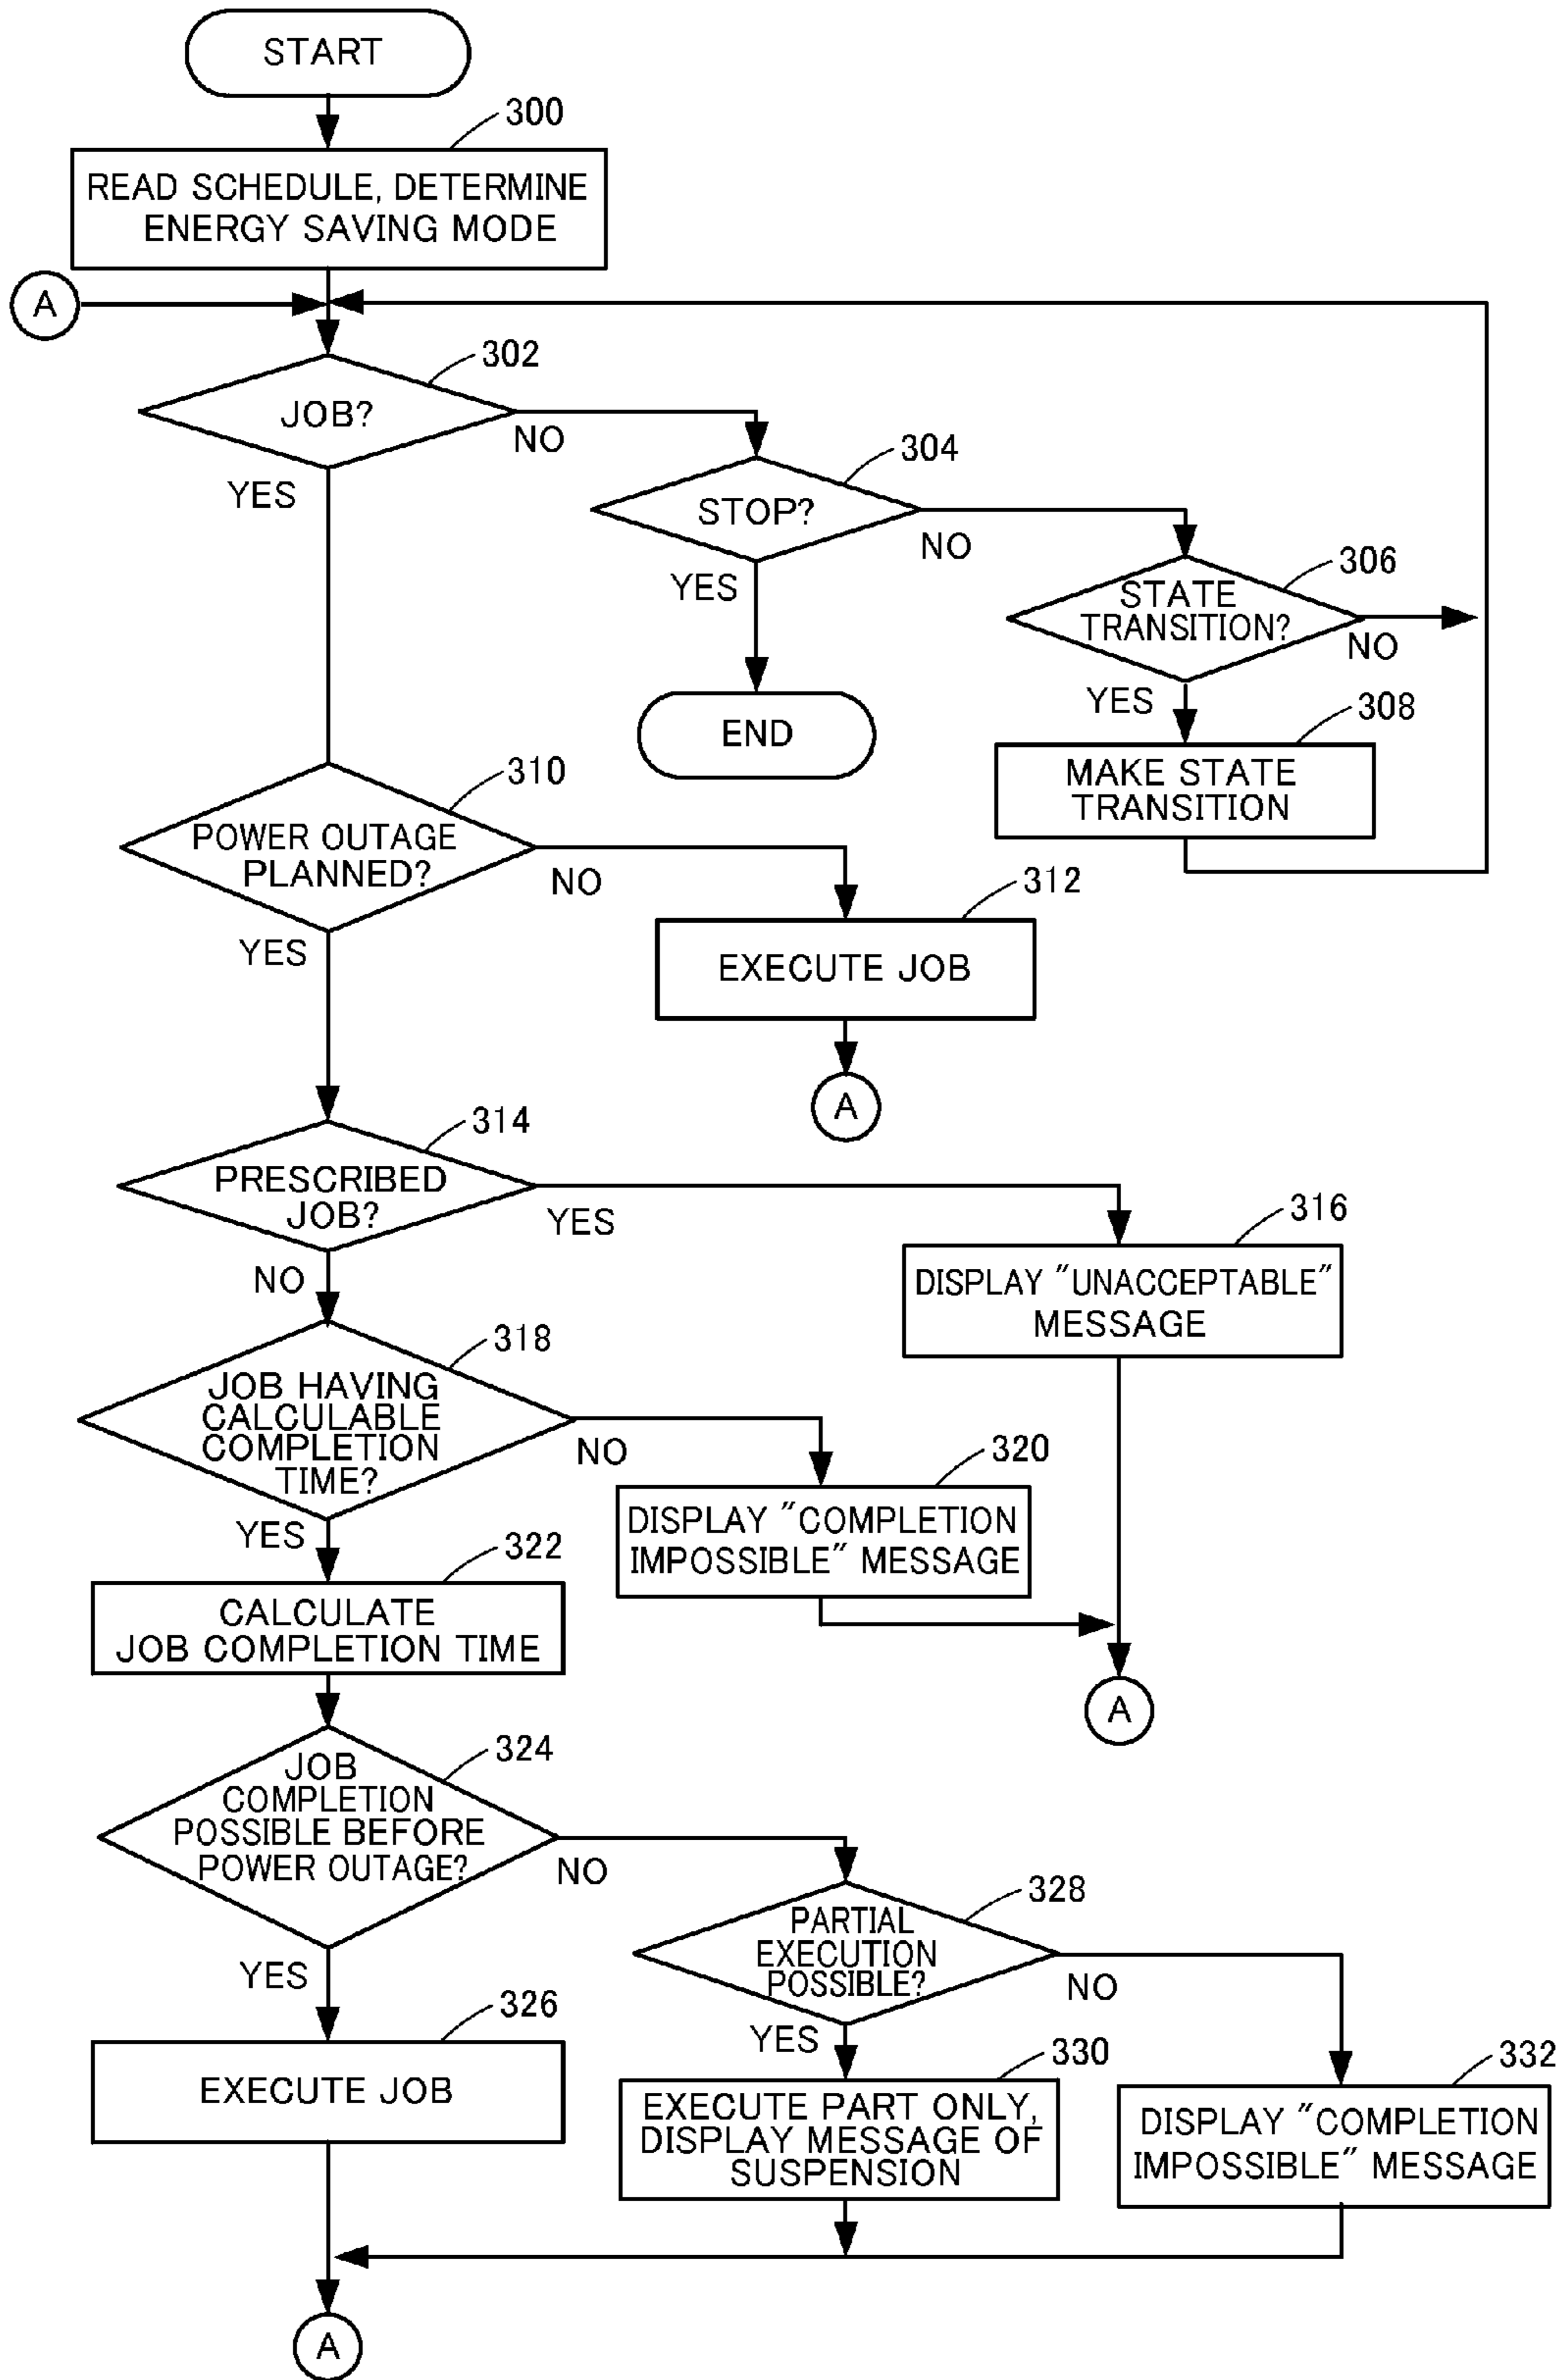 START
300
READ SCHEDULE, DETERMINE
ENERGY SAVING MODE
A
302
JOB?
NO
YES
304
STOP?
NO
YES
306
STATE
TRANSITION?
NO
YES
END
308
MAKE STATE
TRANSITION
310
POWER OUTAGE
PLANNED?
NO
YES
312
EXECUTE JOB
A
314
PRESCRIBED
JOB?
YES
NO
316
DISPLAY "UNACCEPTABLE"
MESSAGE
318
JOB HAVING
CALCULABLE
COMPLETION
TIME?
NO
YES
320
DISPLAY "COMPLETION
IMPOSSIBLE" MESSAGE
322
CALCULATE
JOB COMPLETION TIME
A
324
JOB
COMPLETION
POSSIBLE BEFORE
POWER OUTAGE?
NO
YES
328
PARTIAL
EXECUTION
POSSIBLE?
NO
YES
326
EXECUTE JOB
330
EXECUTE PART ONLY,
DISPLAY MESSAGE OF
SUSPENSION
332
DISPLAY "COMPLETION
IMPOSSIBLE" MESSAGE
A